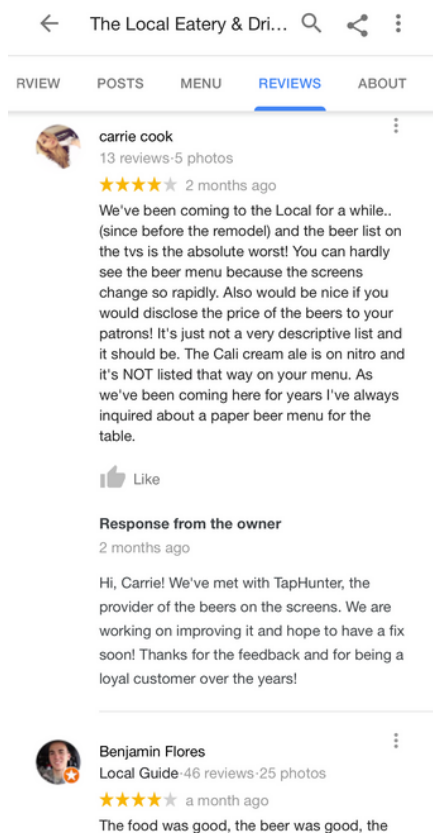 The Local Eatery & Dri...
RVIEW POSTS MENU REVIEWS ABOUT
carrie cook
13 reviews·5 photos
2 months ago
We've been coming to the Local for a while..
(since before the remodel) and the beer list on
the tvs is the absolute worst! You can hardly
see the beer menu because the screens
change so rapidly. Also would be nice if you
would disclose the price of the beers to your
patrons! It's just not a very descriptive list and
it should be. The Cali cream ale is on nitro and
it's NOT listed that way on your menu. As
we've been coming here for years I've always
inquired about a paper beer menu for the
table.
Like
Response from the owner
2 months ago
Hi, Carrie! We've met with TapHunter, the
provider of the beers on the screens. We are
working on improving it and hope to have a fix
soon! Thanks for the feedback and for being a
loyal customer over the years!
Benjamin Flores
Local Guide·46 reviews·25 photos
a month ago
The food was good, the beer was good, the